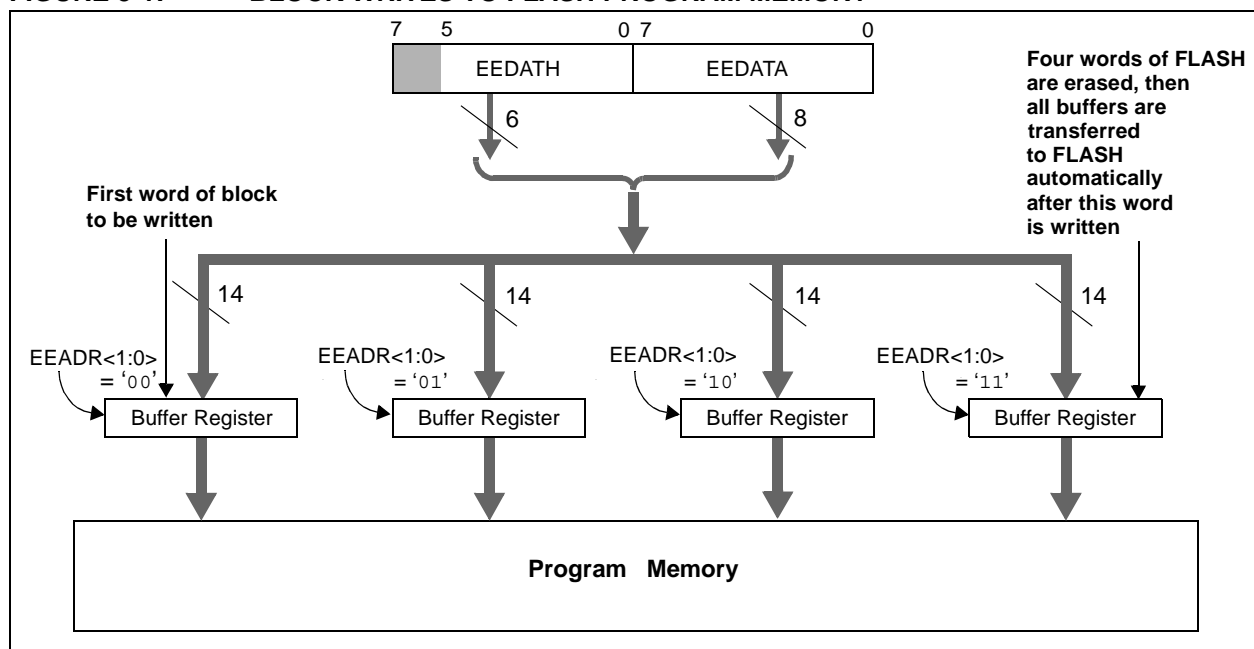 7 5 0 7 0
EEDATH EEDATA
6 8
Four words of FLASH
are erased, then
all buffers are
transferred
to FLASH
automatically
after this word
is written
First word of block
to be written
14 14 14 14
EEADR<1:0>
= ‘00’
EEADR<1:0>
= ‘01’
EEADR<1:0>
= ‘10’
EEADR<1:0>
= ‘11’
Buffer Register Buffer Register Buffer Register Buffer Register
Program Memory